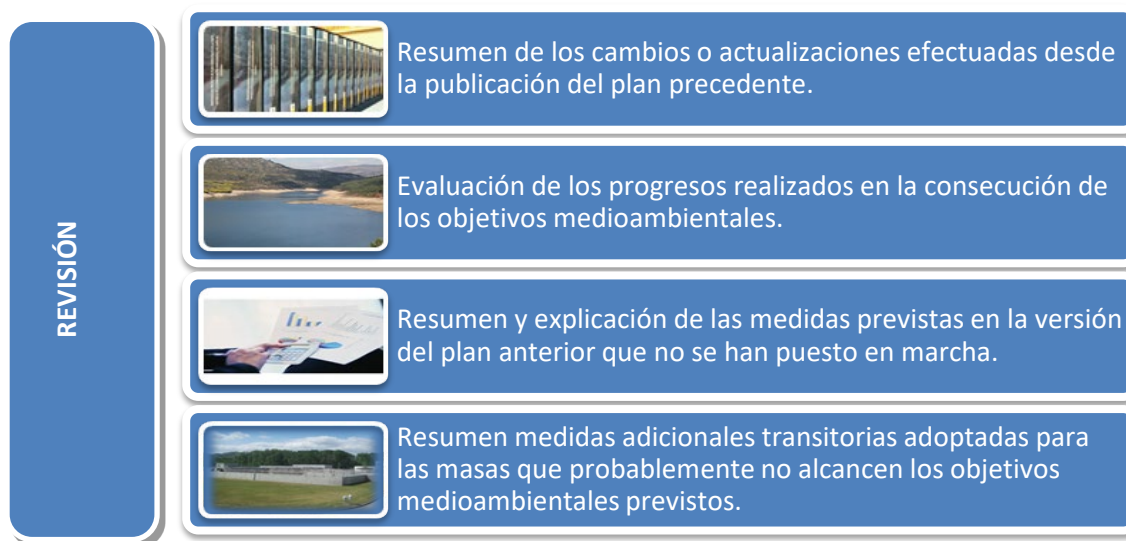 REVISIÓN
Resumen de los cambios o actualizaciones efectuadas desde
la publicación del plan precedente.
Evaluación de los progresos realizados en la consecución de
los objetivos medioambientales.
Resumen y explicación de las medidas previstas en la versión
del plan anterior que no se han puesto en marcha.
Resumen medidas adicionales transitorias adoptadas para
las masas que probablemente no alcancen los objetivos
medioambientales previstos.